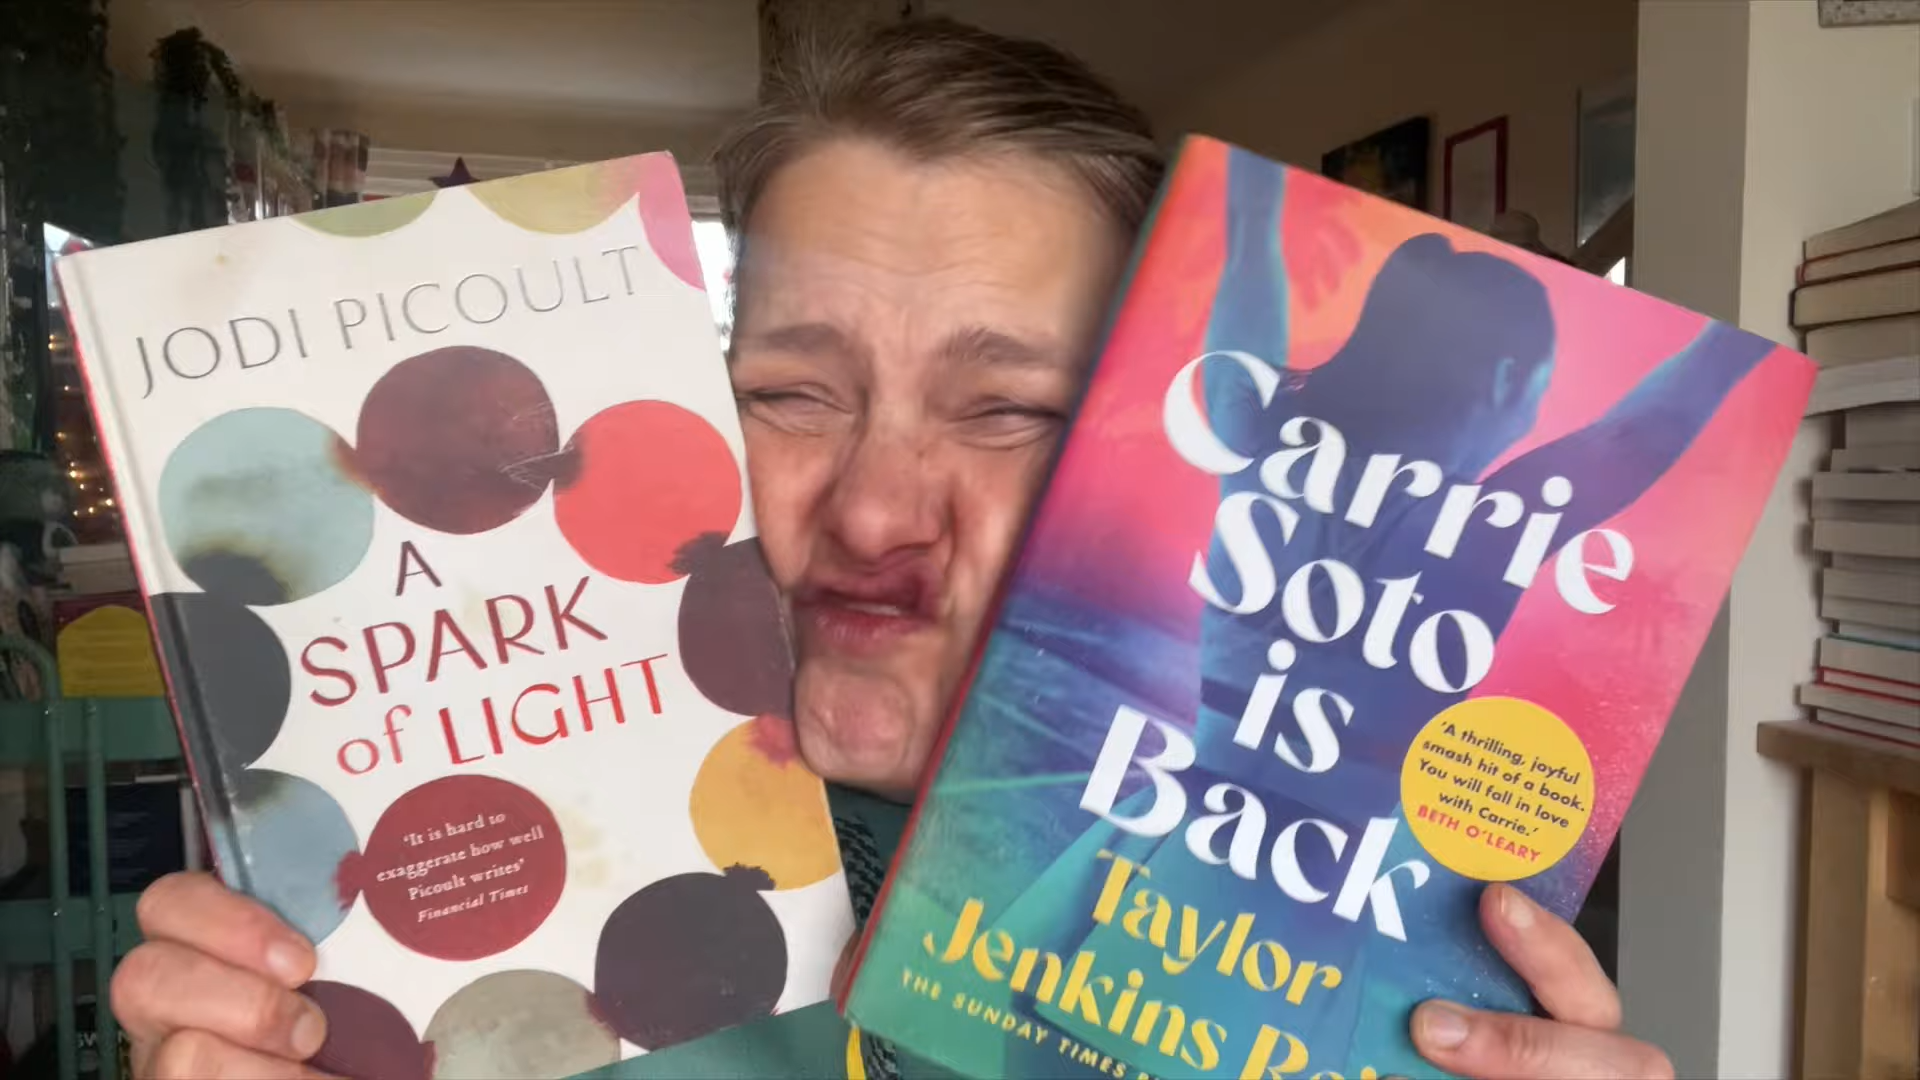 JODI PICOULT
A
SPARK
of LIGHT
'It is hard to
exaggerate how well
Picoult writes'
Financial Times
Carrie
Soto
is
Back
'A thrilling, joyful
smash hit of a book.
You will fall in love
with Carrie.'
BETH O'LEARY
Taylor
Jenkins
THE SUNDAY TIMES